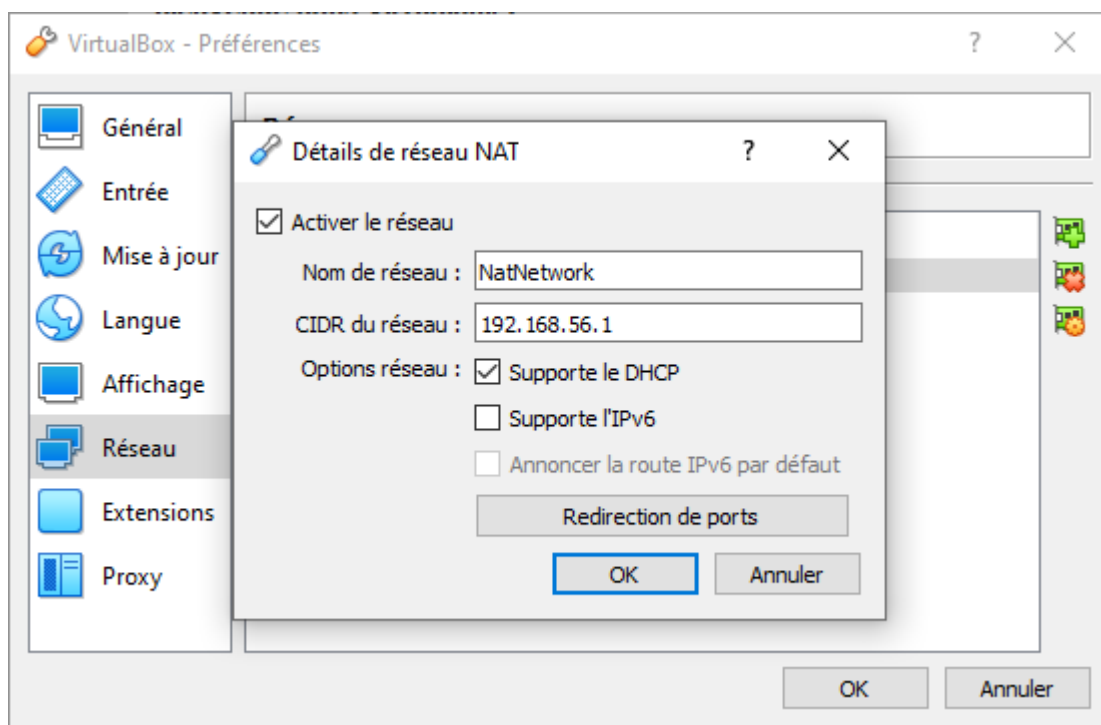 VirtualBox - Préférences
?
Général
Entrée
Mise à jour
Langue
Affichage
Réseau
Extensions
Proxy
Détails de réseau NAT
?
Activer le réseau
Nom de réseau : NatNetwork
CIDR du réseau : 192.168.56.1
Options réseau : Supporte le DHCP
Supporte l'IPv6
Annoncer la route IPv6 par défaut
Redirection de ports
OK Annuler
OK Annuler